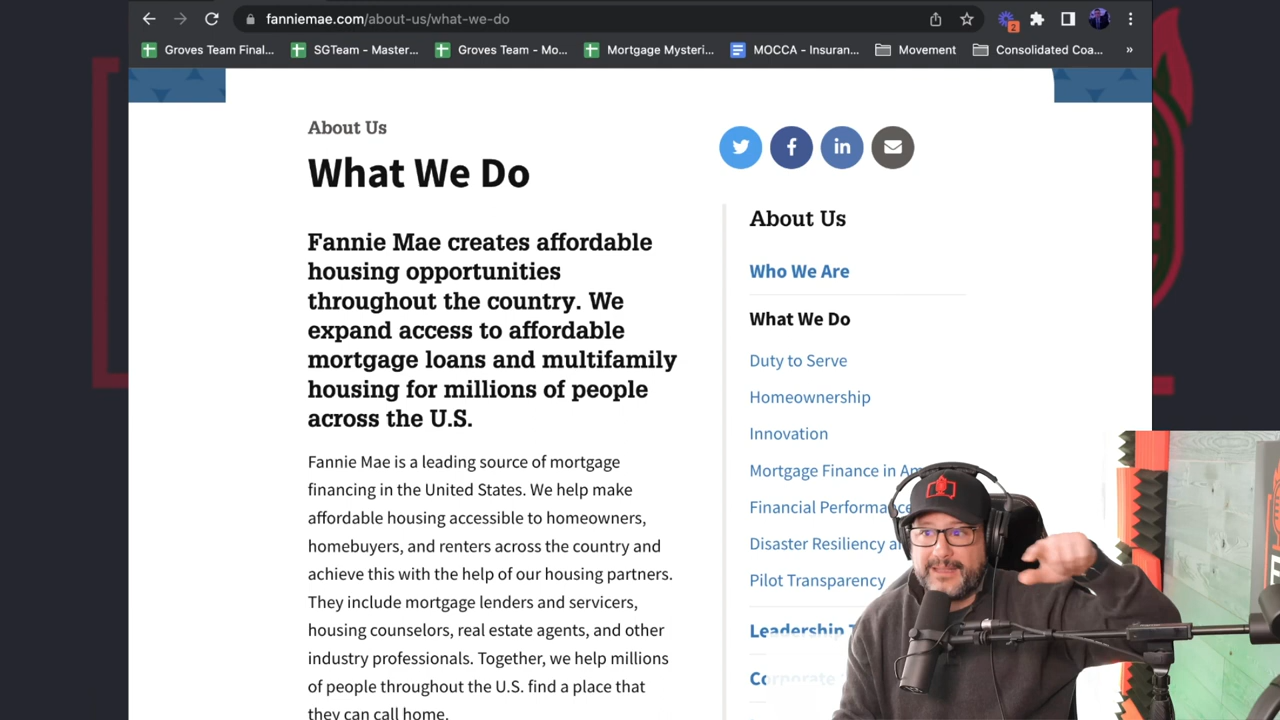 fanniemae.com/about-us/what-we-do
2
Groves Team Final...
SGTeam - Master...
Groves Team - Mo...
Mortgage Mysteri...
MOCCA - Insuran...
Movement
Consolidated Coa...
»
About Us
What We Do
Fannie Mae creates affordable
housing opportunities
throughout the country. We
expand access to affordable
mortgage loans and multifamily
housing for millions of people
across the U.S.
Fannie Mae is a leading source of mortgage
financing in the United States. We help make
affordable housing accessible to homeowners,
homebuyers, and renters across the country and
achieve this with the help of our housing partners.
They include mortgage lenders and servicers,
housing counselors, real estate agents, and other
industry professionals. Together, we help millions
of people throughout the U.S. find a place that
they can call home.
in
About Us
Who We Are
What We Do
Duty to Serve
Homeownership
Innovation
Mortgage Finance in
Financial Performance
Disaster Resiliency
Pilot Transparency
Leadership
Corporate